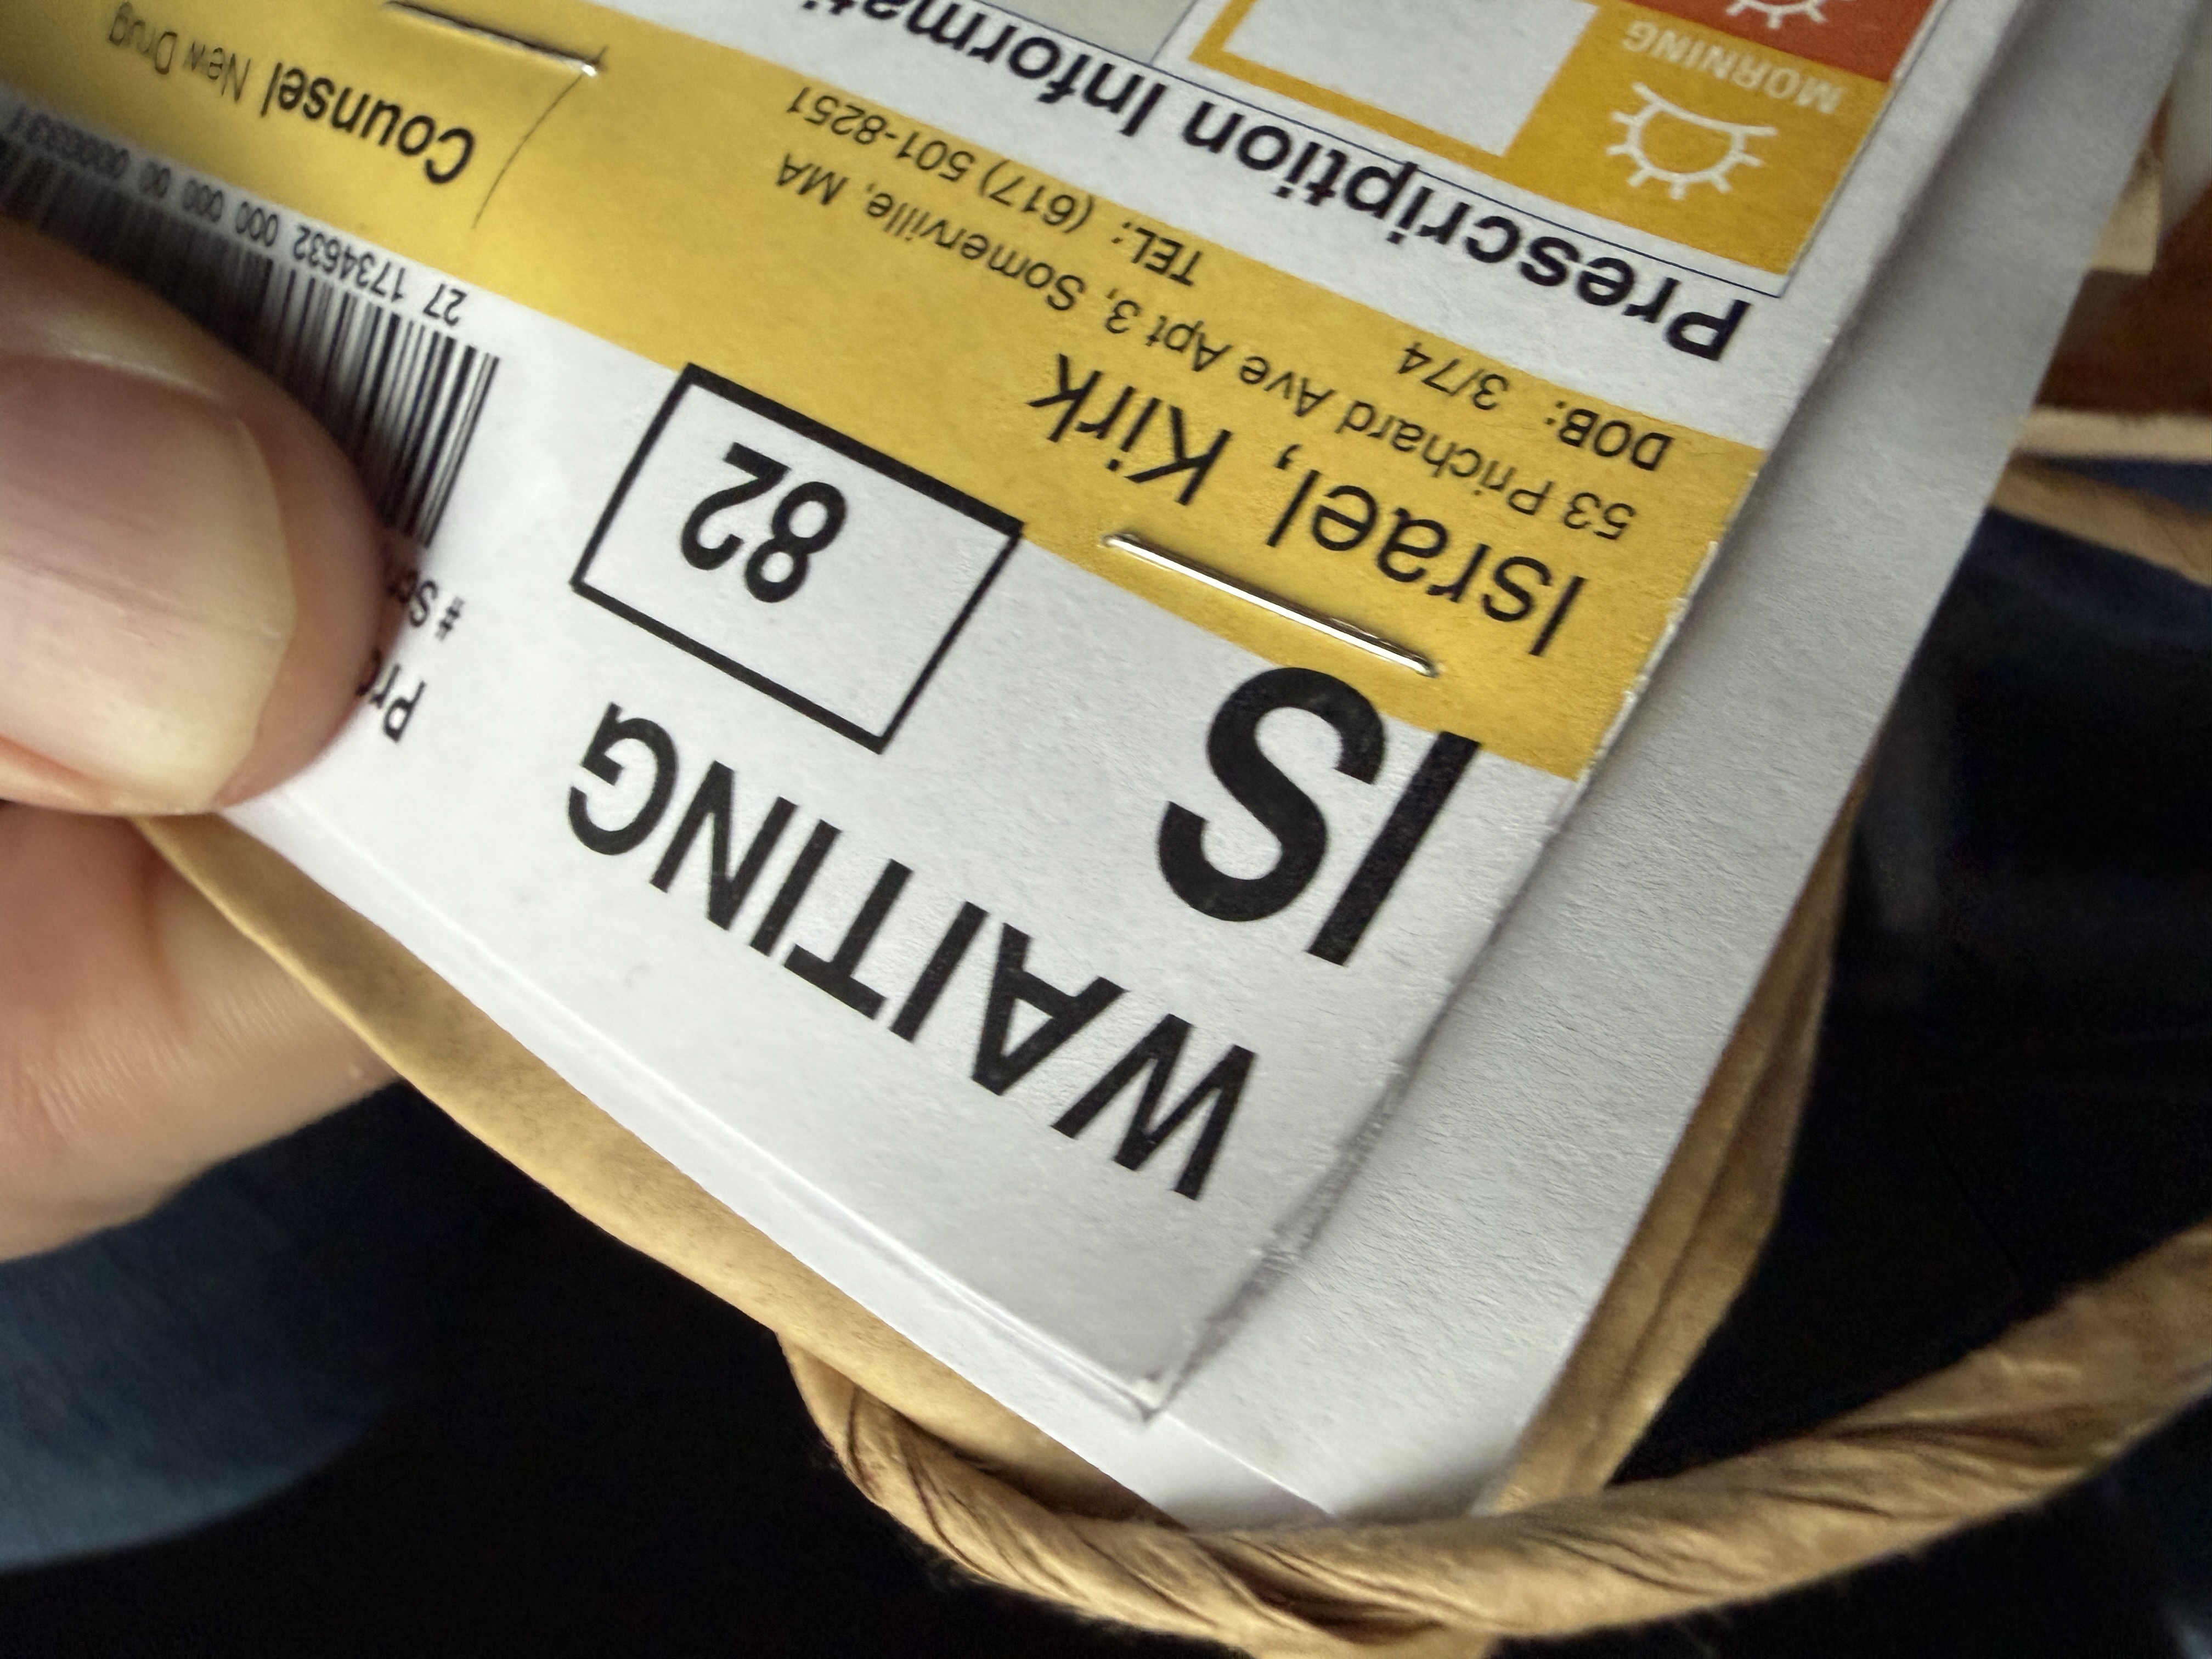 WAITING
IS
82
Israel, Kirk
53 Prichard Ave Apt 3, Somerville, MA
DOB: 3/74 TEL: (617) 501-8251
Prescription Informati
MORNING
#
27 1734632 000 000 00
Counsel New Drug